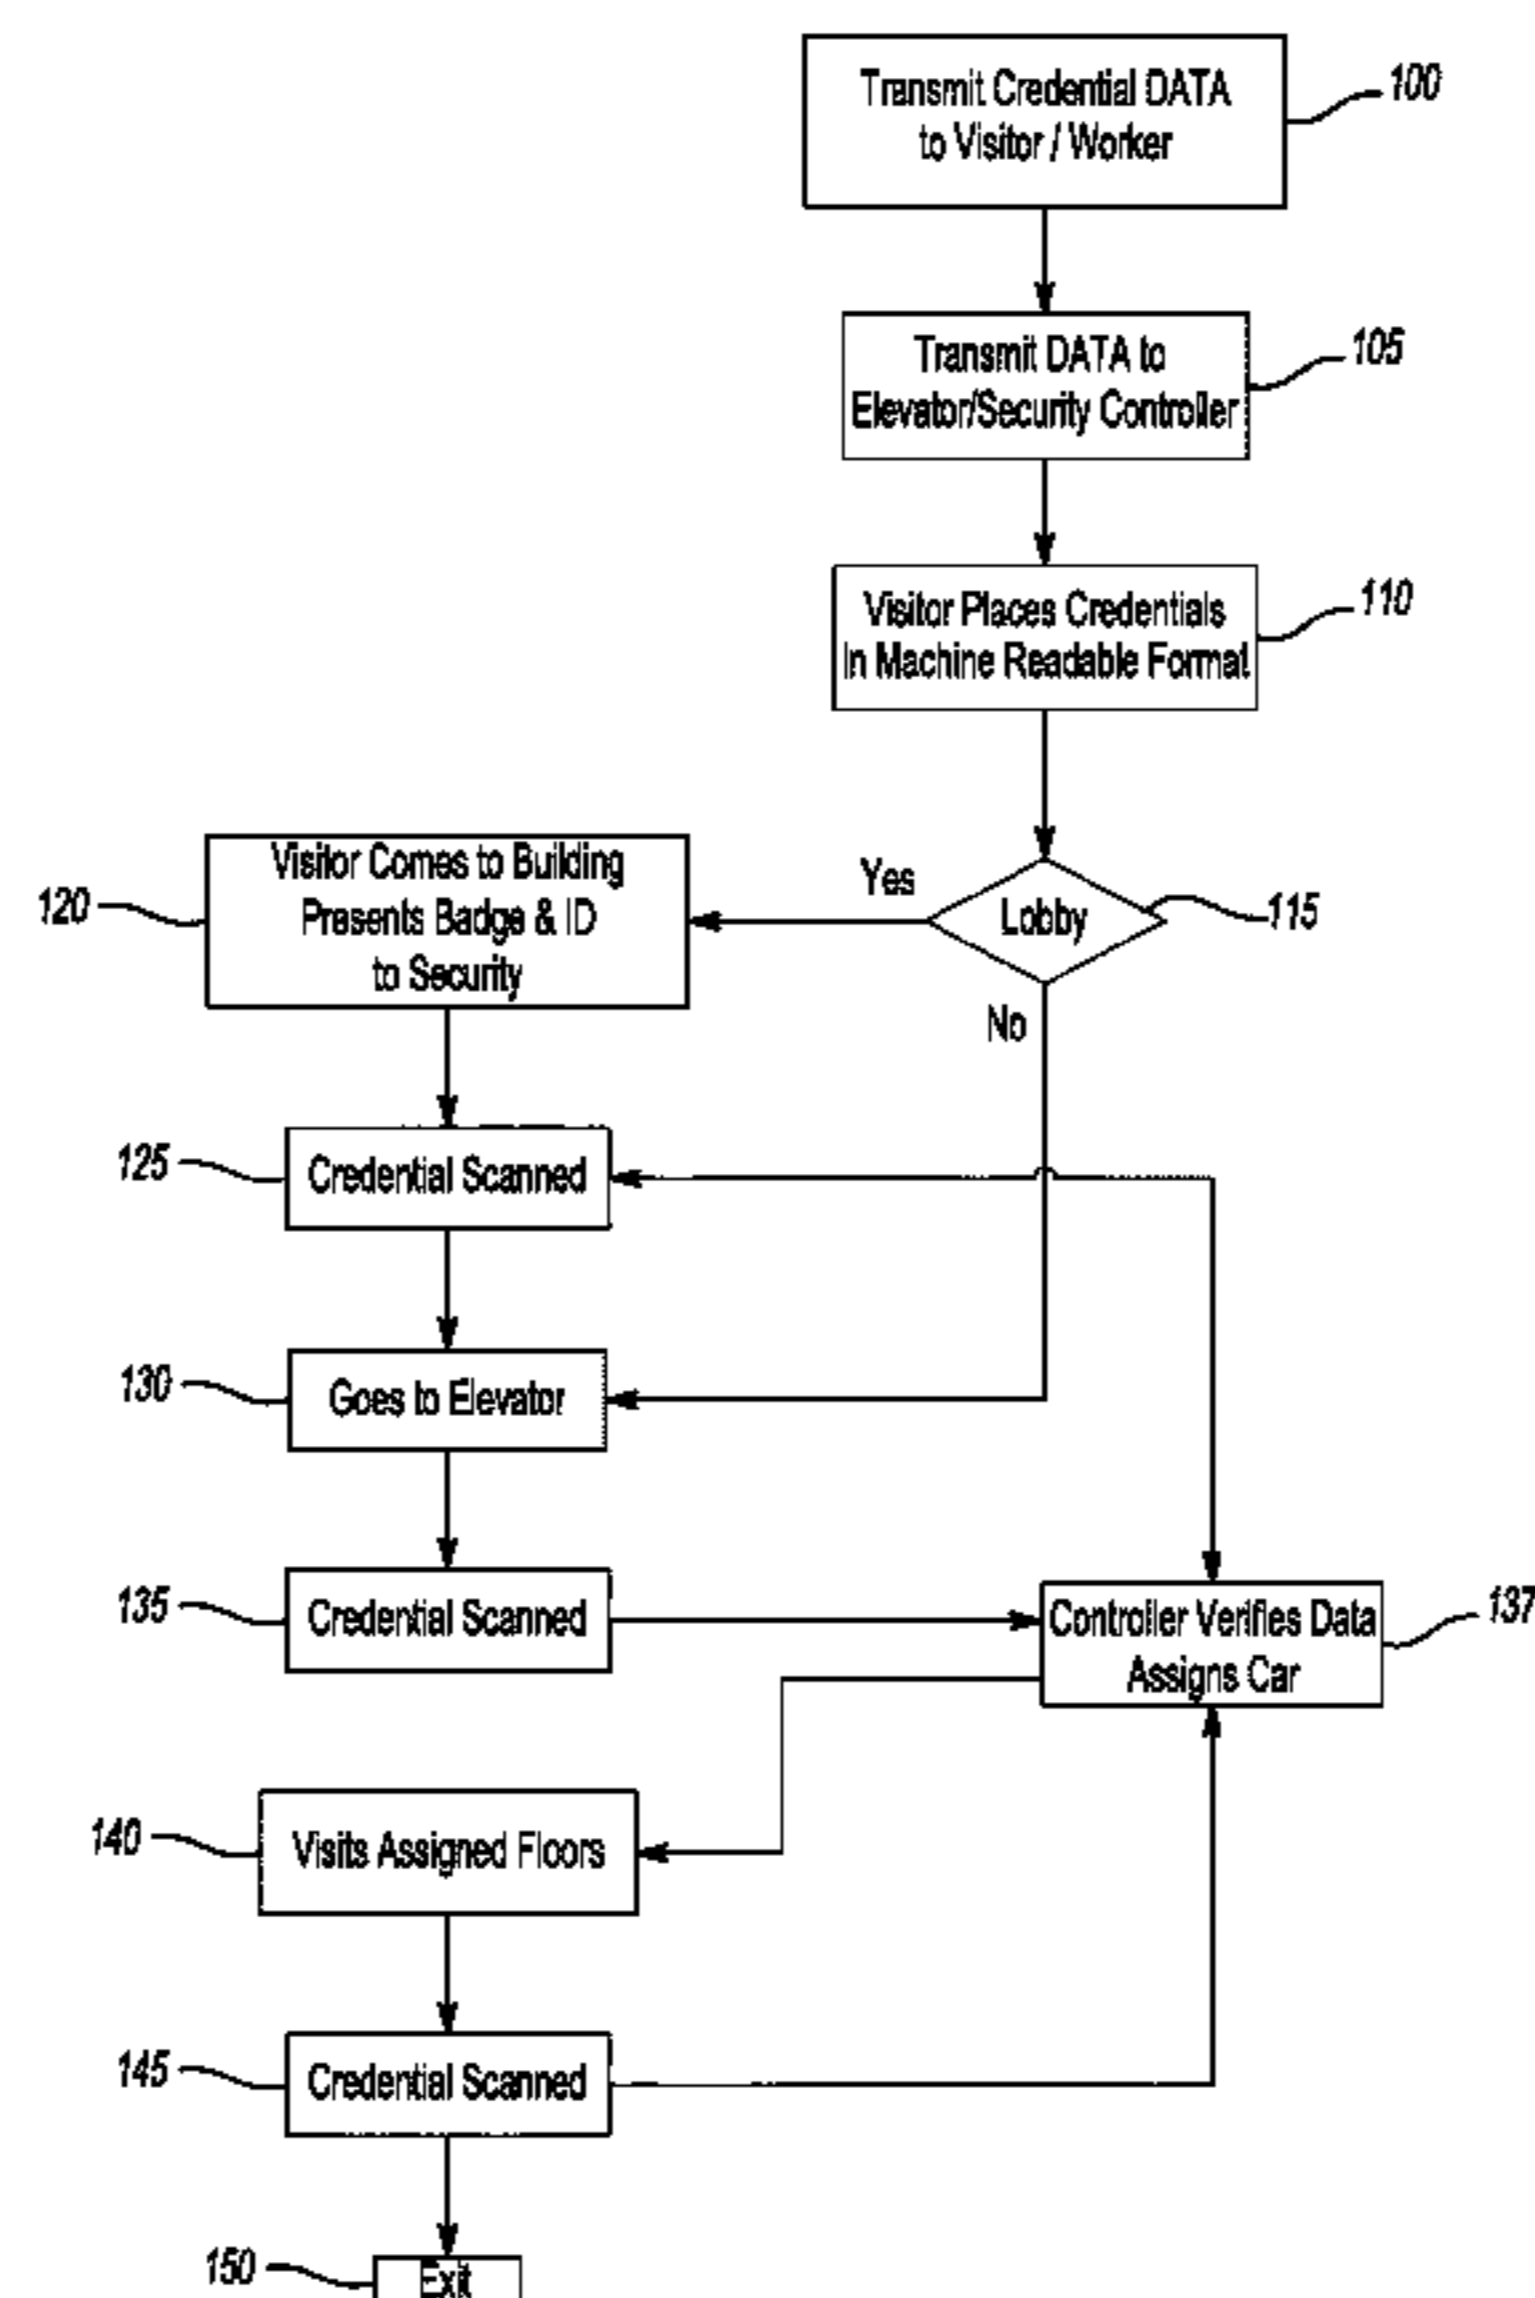 Transmit Credential DATA
to Visitor / Worker
100
Transmit DATA to
Elevator/Security Controller
105
Visitor Places Credentials
In Machine Readable Format
110
Lobby
115
Yes
No
Visitor Comes to Building
Presents Badge & ID
to Security
120
Credential Scanned
125
Goes to Elevator
130
Credential Scanned
135
Controller Verifies Data
Assigns Car
137
Visits Assigned Floors
140
Credential Scanned
145
Exit
150